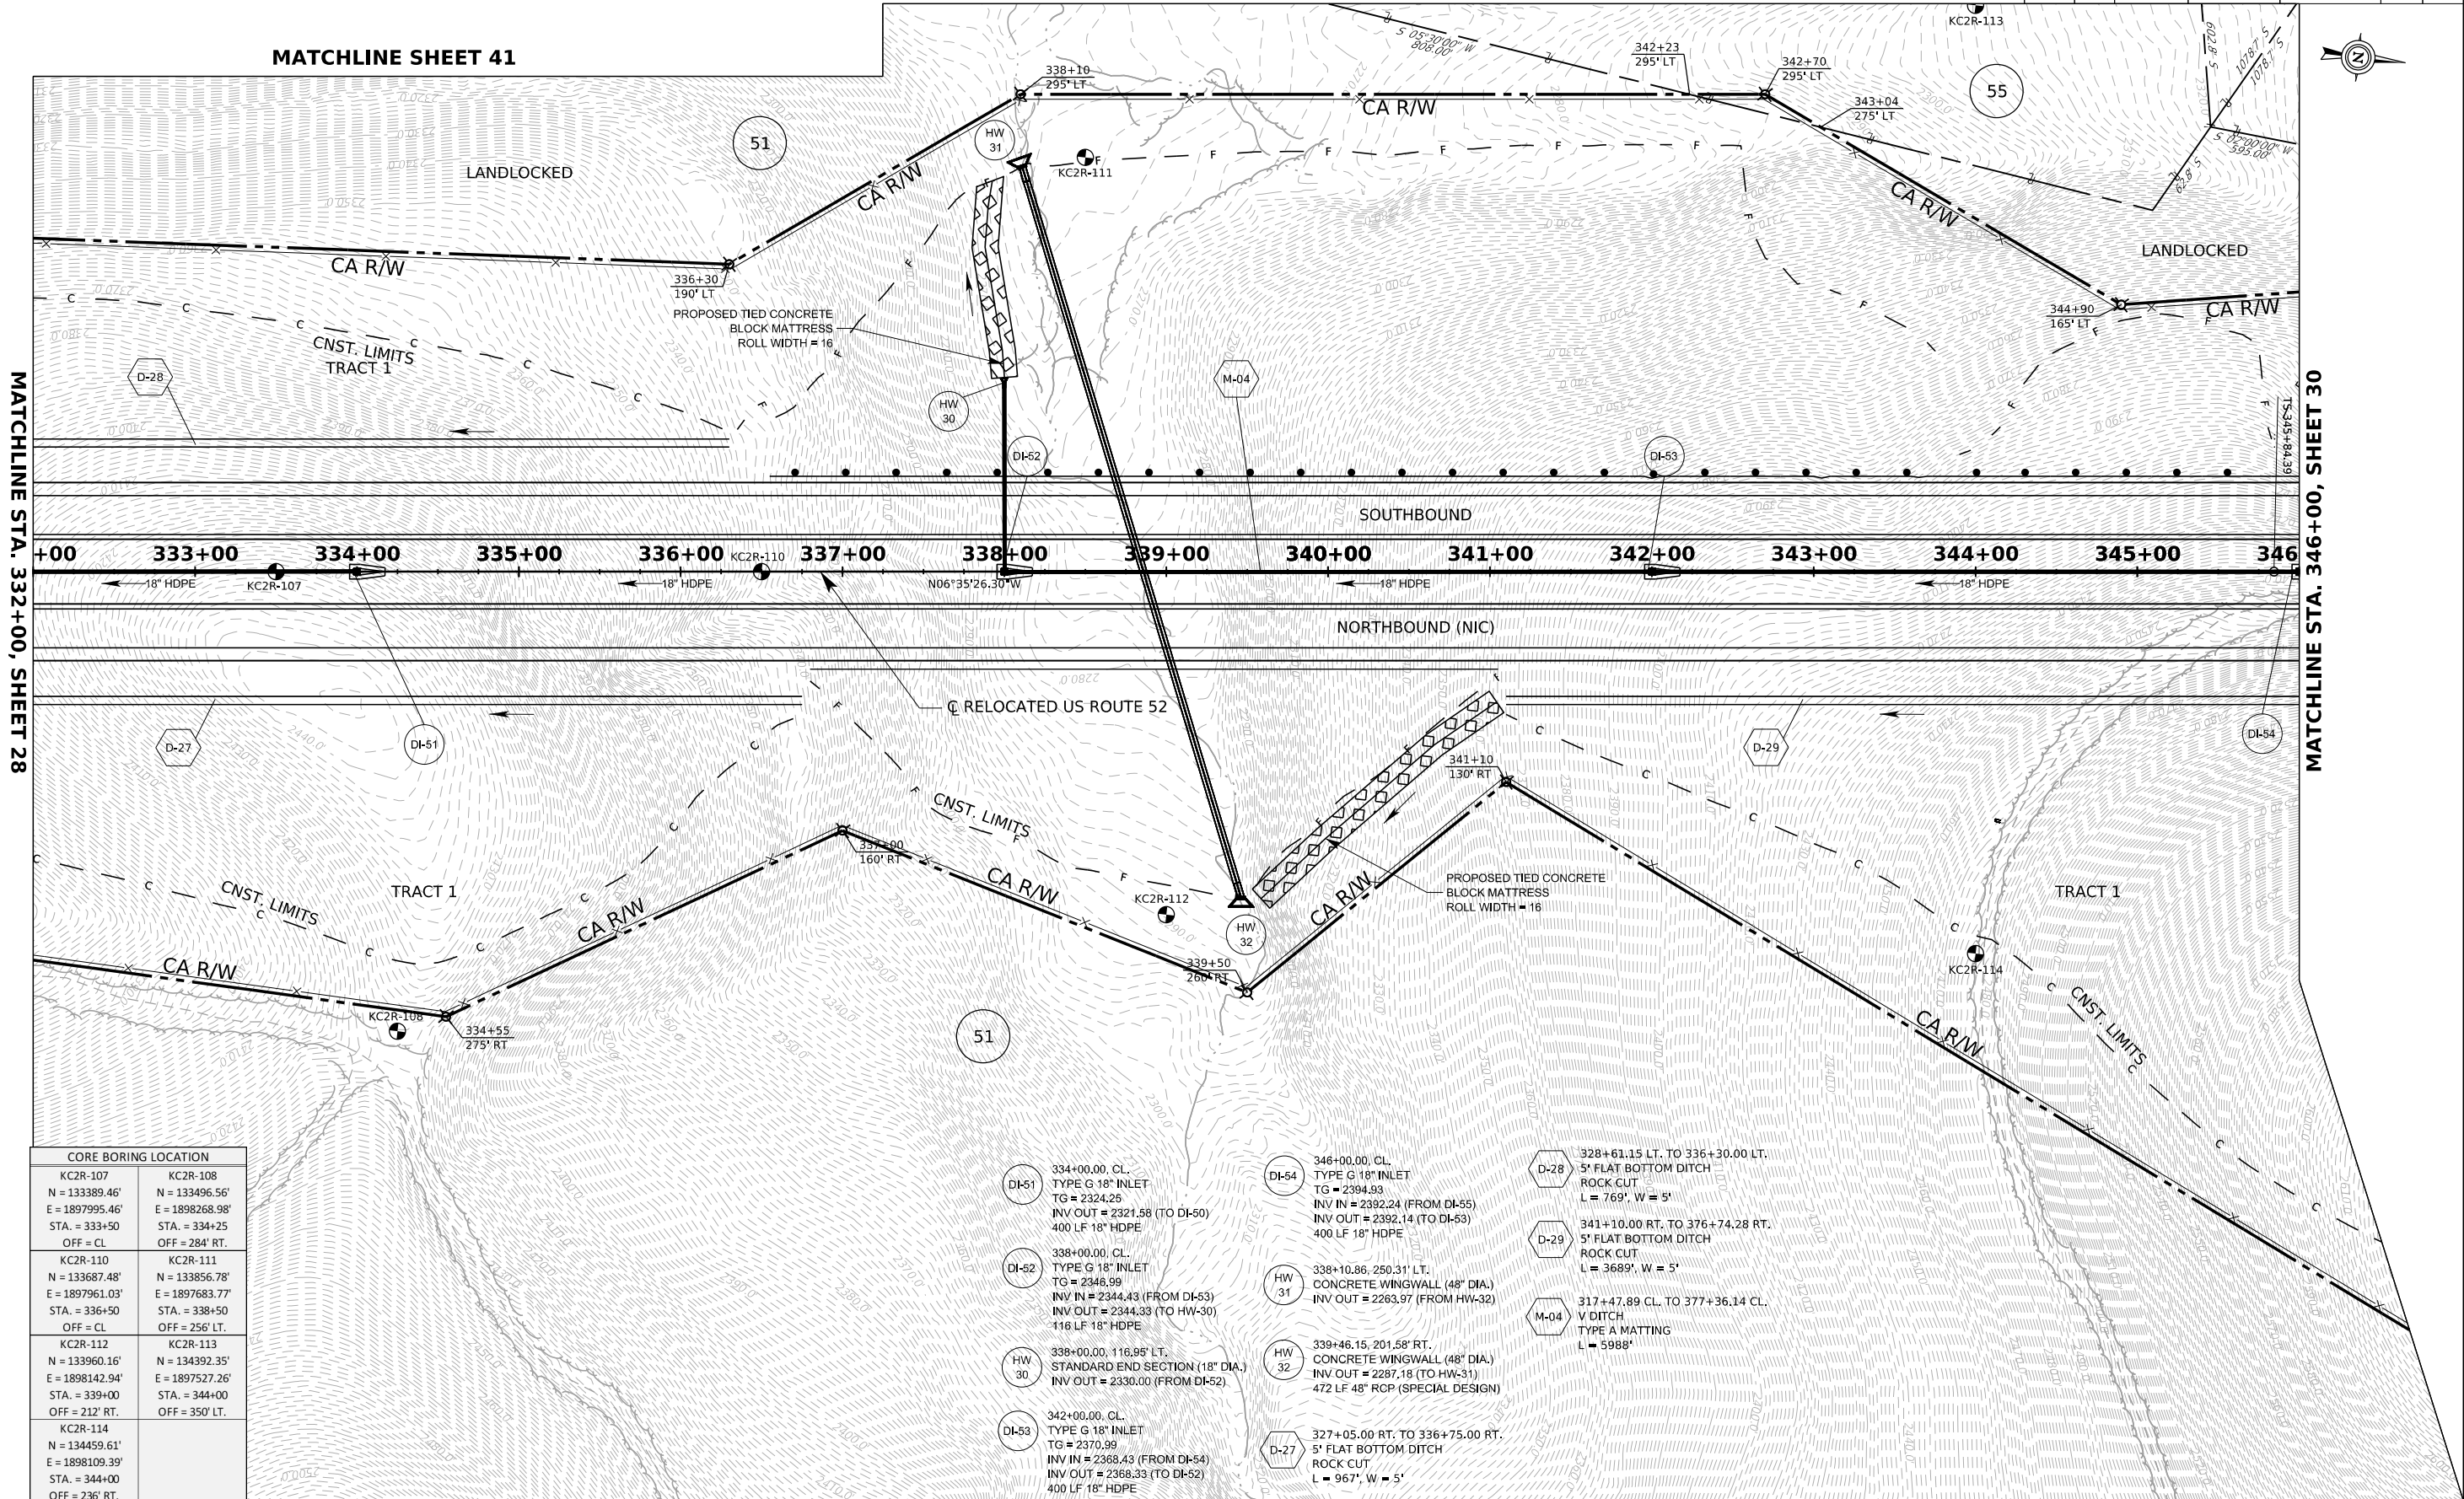 MATCHLINE SHEET 41
MATCHLINE STA. 332+00, SHEET 28
MATCHLINE STA. 346+00, SHEET 30
N
KC2R-113
S 05°30'00" W
808.00'
342+23
295' LT
342+70
295' LT
343+04
275' LT
55
602.8' S
1078.7' S
1078.7' S
S 02°00'00" W
595.00'
62.8' S
338+10
295' LT
51
HW
31
KC2R-111
CA R/W
CA R/W
CA R/W
LANDLOCKED
LANDLOCKED
CA R/W
CA R/W
336+30
190' LT
344+90
165' LT
PROPOSED TIED CONCRETE
BLOCK MATTRESS
ROLL WIDTH = 16
CNST. LIMITS
TRACT 1
D-28
HW
30
M-04
DI-52
DI-53
TS 345+84.39
SOUTHBOUND
+00
333+00
334+00
335+00
336+00
KC2R-110
337+00
338+00
339+00
340+00
341+00
342+00
343+00
344+00
345+00
346
18" HDPE
KC2R-107
18" HDPE
N06°35'26.30"W
18" HDPE
18" HDPE
NORTHBOUND (NIC)
℄ RELOCATED US ROUTE 52
D-27
DI-51
D-29
DI-54
341+10
130' RT
CNST. LIMITS
337+00
160' RT
PROPOSED TIED CONCRETE
BLOCK MATTRESS
ROLL WIDTH = 16
CNST. LIMITS
TRACT 1
CA R/W
CA R/W
CA R/W
KC2R-112
HW
32
TRACT 1
CA R/W
339+50
260' RT
KC2R-114
KC2R-108
334+55
275' RT
51
CA R/W
CNST. LIMITS
CORE BORING LOCATION
KC2R-107
N = 133389.46'
E = 1897995.46'
STA. = 333+50
OFF = CL
KC2R-108
N = 133496.56'
E = 1898268.98'
STA. = 334+25
OFF = 284' RT.
KC2R-110
N = 133687.48'
E = 1897961.03'
STA. = 336+50
OFF = CL
KC2R-111
N = 133856.78'
E = 1897683.77'
STA. = 338+50
OFF = 256' LT.
KC2R-112
N = 133960.16'
E = 1898142.94'
STA. = 339+00
OFF = 212' RT.
KC2R-113
N = 134392.35'
E = 1897527.26'
STA. = 344+00
OFF = 350' LT.
KC2R-114
N = 134459.61'
E = 1898109.39'
STA. = 344+00
OFF = 236' RT.
DI-51
334+00.00, CL.
TYPE G 18" INLET
TG = 2324.25
INV OUT = 2321.58 (TO DI-50)
400 LF 18" HDPE
DI-52
338+00.00, CL.
TYPE G 18" INLET
TG = 2346.99
INV IN = 2344.43 (FROM DI-53)
INV OUT = 2344.33 (TO HW-30)
116 LF 18" HDPE
HW
30
338+00.00, 116.95' LT.
STANDARD END SECTION (18" DIA.)
INV OUT = 2330.00 (FROM DI-52)
DI-53
342+00.00, CL.
TYPE G 18" INLET
TG = 2370.99
INV IN = 2368.43 (FROM DI-54)
INV OUT = 2368.33 (TO DI-52)
400 LF 18" HDPE
DI-54
346+00.00, CL.
TYPE G 18" INLET
TG = 2394.93
INV IN = 2392.24 (FROM DI-55)
INV OUT = 2392.14 (TO DI-53)
400 LF 18" HDPE
HW
31
338+10.86, 250.31' LT.
CONCRETE WINGWALL (48" DIA.)
INV OUT = 2263.97 (FROM HW-32)
HW
32
339+46.15, 201.58' RT.
CONCRETE WINGWALL (48" DIA.)
INV OUT = 2287.18 (TO HW-31)
472 LF 48" RCP (SPECIAL DESIGN)
D-27
327+05.00 RT. TO 336+75.00 RT.
5' FLAT BOTTOM DITCH
ROCK CUT
L = 967', W = 5'
D-28
328+61.15 LT. TO 336+30.00 LT.
5' FLAT BOTTOM DITCH
ROCK CUT
L = 769', W = 5'
D-29
341+10.00 RT. TO 376+74.28 RT.
5' FLAT BOTTOM DITCH
ROCK CUT
L = 3689', W = 5'
M-04
317+47.89 CL. TO 377+36.14 CL.
V DITCH
TYPE A MATTING
L = 5988'